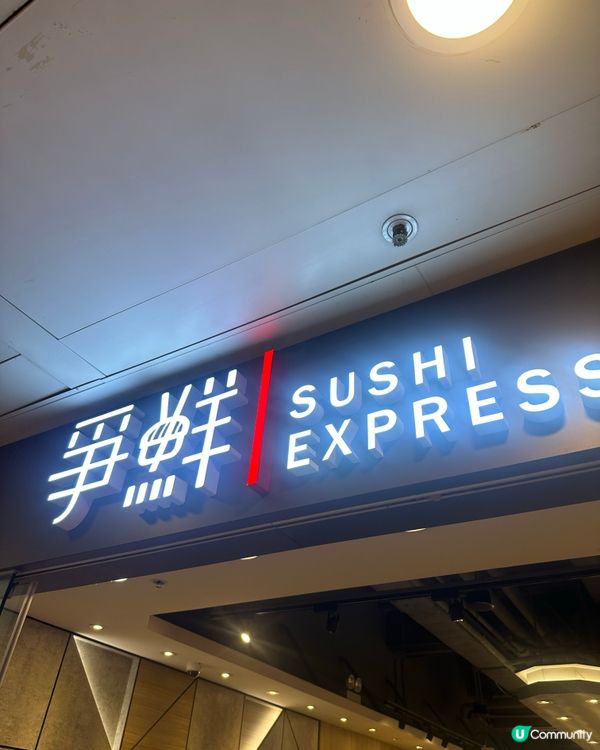 爭鮮
SUSHI
EXPRESS
U Community